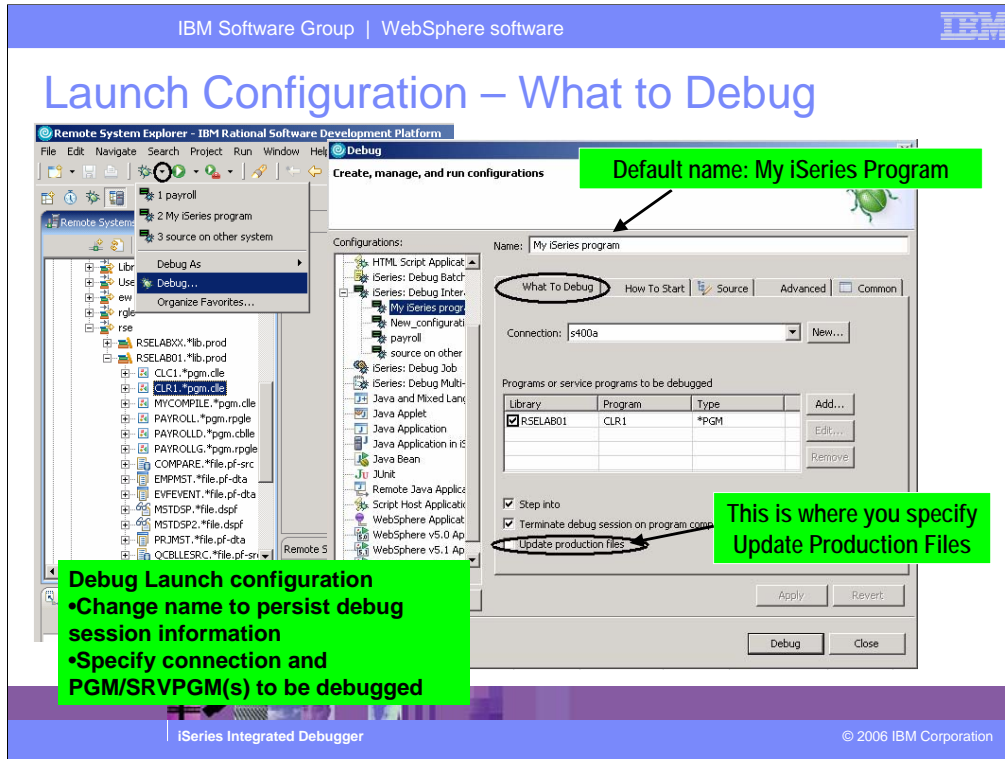 IBM Software Group | WebSphere software
IBM
Launch Configuration – What to Debug
Remote System Explorer - IBM Rational Software Development Platform
File Edit Navigate Search Project Run Window
1 payroll
2 My iSeries program
3 source on other system
Debug As
Debug...
Organize Favorites...
Remote Systems
ew
rgle
rse
RSELABXX.*lib.prod
RSELAB01.*lib.prod
CLC1.*pgm.clle
CLR1.*pgm.clle
MYCOMPILE.*pgm.clle
PAYROLL.*pgm.rpgle
PAYROLLD.*pgm.cblle
PAYROLLG.*pgm.rpgle
COMPARE.*file.pf-src
EMPMST.*file.pf-dta
EVFEVENT.*file.pf-dta
MSTDSP.*file.dspf
MSTDSP2.*file.dspf
PRJMST.*file.pf-dta
QCBLLESRC.*file.pf-src
Remote S
Debug
Create, manage, and run configurations
Default name: My iSeries Program
Configurations:
HTML Script Applicat
iSeries: Debug Batch
iSeries: Debug Inter
My iSeries progr
New_configurati
payroll
source on other
iSeries: Debug Job
iSeries: Debug Multi-
Java and Mixed Lang
Java Applet
Java Application
Java Application in iS
Java Bean
JUnit
Remote Java Applica
Script Host Applicatio
WebSphere Applicat
WebSphere v5.0 Ap
WebSphere v5.1 Ap
Name: My iSeries program
What To Debug How To Start Source Advanced Common
Connection: s400a New...
Programs or service programs to be debugged
Library Program Type
RSELAB01 CLR1 *PGM
Add...
Edit...
Remove
Step into
Terminate debug session on program comp
Update production files
This is where you specify
Update Production Files
Apply Revert
Debug Close
Debug Launch configuration
•Change name to persist debug
session information
•Specify connection and
PGM/SRVPGM(s) to be debugged
iSeries Integrated Debugger
© 2006 IBM Corporation